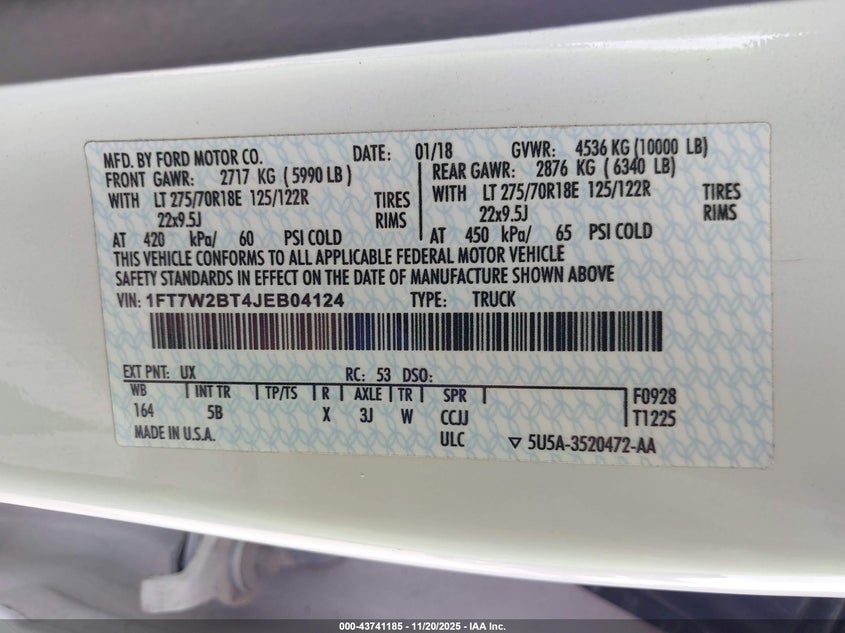 MFD. BY FORD MOTOR CO. DATE: 01/18 GVWR: 4536 KG (10000 LB)
FRONT GAWR: 2717 KG (5990 LB) REAR GAWR: 2876 KG (6340 LB)
WITH LT 275/70R18E 125/122R TIRES WITH LT 275/70R18E 125/122R TIRES
22x9.5J RIMS 22x9.5J RIMS
AT 420 kPa/ 60 PSI COLD AT 450 kPa/ 65 PSI COLD
THIS VEHICLE CONFORMS TO ALL APPLICABLE FEDERAL MOTOR VEHICLE
SAFETY STANDARDS IN EFFECT ON THE DATE OF MANUFACTURE SHOWN ABOVE
VIN: 1FT7W2BT4JEB04124 TYPE: TRUCK
EXT PNT: UX RC: 53 DSO:
WB INT TR TP/TS R AXLE TR SPR F0928
164 5B X 3J W CCJJ T1225
MADE IN U.S.A. ULC ▽ 5U5A-3520472-AA
000-43741185 - 11/20/2025 - IAA Inc.